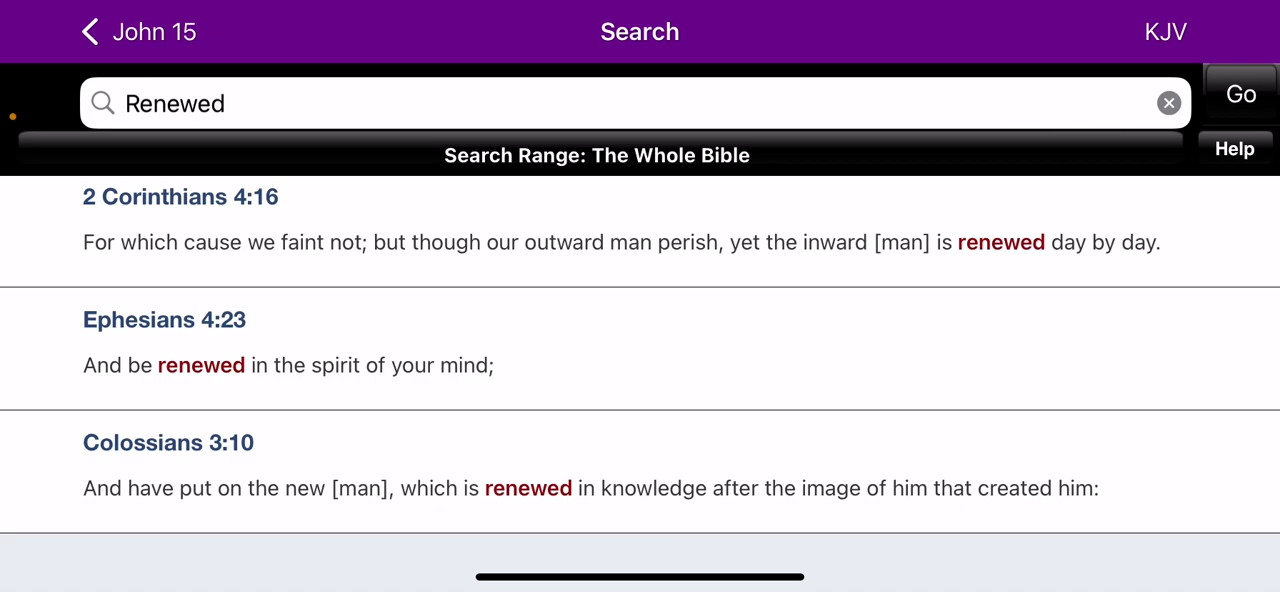 John 15 Search KJV
Renewed Go
Search Range: The Whole Bible Help
2 Corinthians 4:16
For which cause we faint not; but though our outward man perish, yet the inward [man] is renewed day by day.
Ephesians 4:23
And be renewed in the spirit of your mind;
Colossians 3:10
And have put on the new [man], which is renewed in knowledge after the image of him that created him: